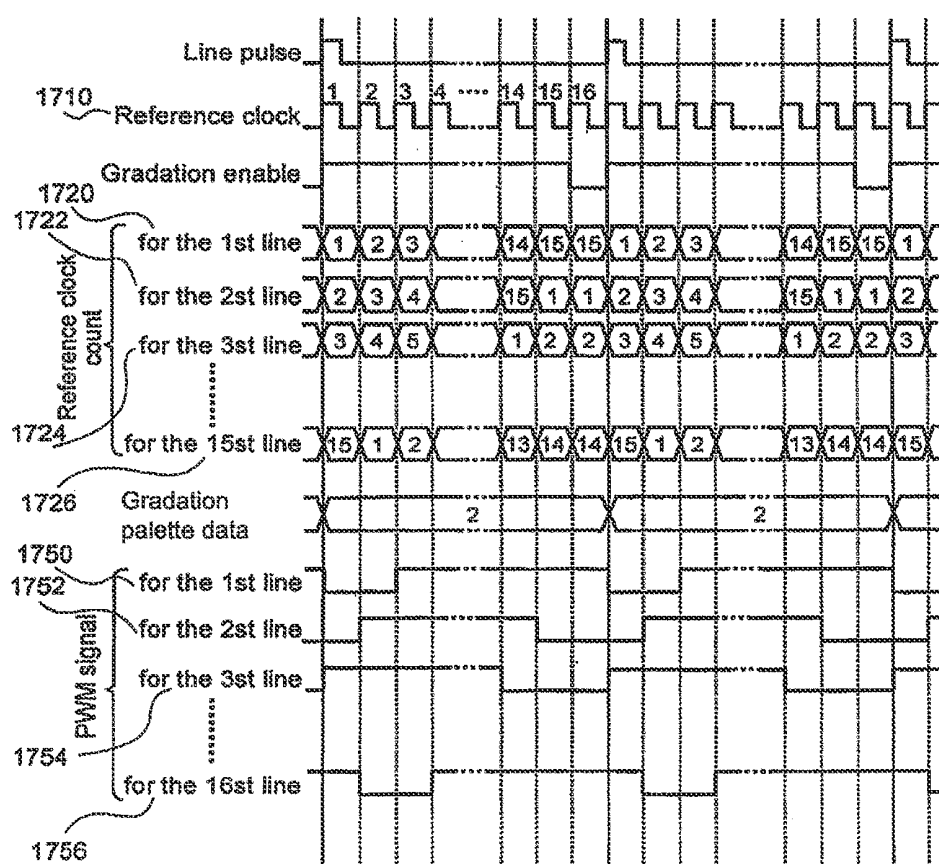 Line pulse
1 2 3 4 ···· 14 15 16
1710 Reference clock
Gradation enable
1720
1722
for the 1st line 1 2 3 14 15 15 1 2 3 14 15 15 1
for the 2st line 2 3 4 15 1 1 2 3 4 15 1 1 2
for the 3st line 3 4 5 1 2 2 3 4 5 1 2 2 3
Reference clock
count
1724
for the 15st line 15 1 2 13 14 14 15 1 2 13 14 14 15
1726
Gradation
palette data
2 2
1750
1752
for the 1st line
for the 2st line
for the 3st line
PWM signal
1754
for the 16st line
1756